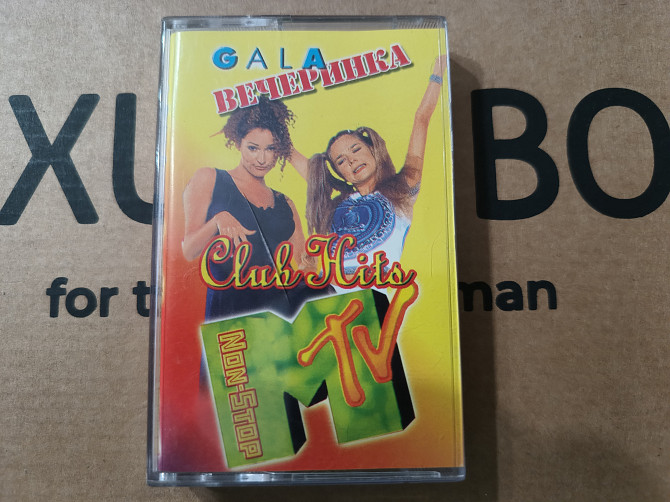 GALA
ВЕЧЕРИНКА
XU BO
Club Hits
for t man
MTV
NON-STOP